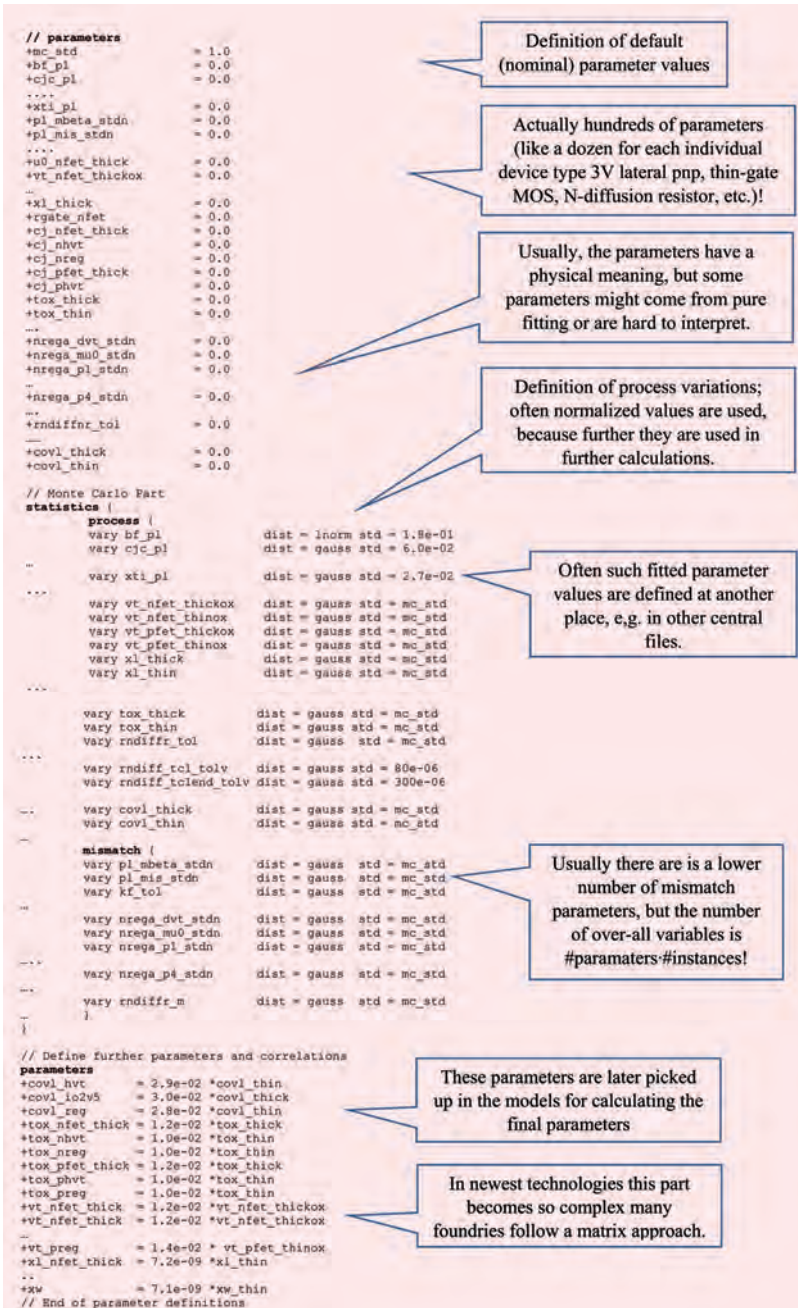 // parameters
+mc_std = 1.0
+bf_pl = 0.0
+cjc_pl = 0.0
....
+xti_pl = 0.0
+pl_mbeta_stdn = 0.0
+pl_mis_stdn = 0.0
....
+u0_nfet_thick = 0.0
+vt_nfet_thickox = 0.0
…
+xl_thick = 0.0
+rgate_nfet = 0.0
+cj_nfet_thick = 0.0
+cj_nhvt = 0.0
+cj_nreg = 0.0
+cj_pfet_thick = 0.0
+cj_phvt = 0.0
+tox_thick = 0.0
+tox_thin = 0.0
….
+nrega_dvt_stdn = 0.0
+nrega_mu0_stdn = 0.0
+nrega_pl_stdn = 0.0
…
+nrega_p4_stdn = 0.0
….
+rndiffnr_tol = 0.0
……
+covl_thick = 0.0
+covl_thin = 0.0
Definition of default
(nominal) parameter values
Actually hundreds of parameters
(like a dozen for each individual
device type 3V lateral pnp, thin-gate
MOS, N-diffusion resistor, etc.)!
Usually, the parameters have a
physical meaning, but some
parameters might come from pure
fitting or are hard to interpret.
Definition of process variations;
often normalized values are used,
because further they are used in
further calculations.
// Monte Carlo Part
statistics {
process {
vary bf_pl dist = lnorm std = 1.8e-01
vary cjc_pl dist = gauss std = 6.0e-02
…
vary xti_pl dist = gauss std = 2.7e-02
...
vary vt_nfet_thickox dist = gauss std = mc_std
vary vt_nfet_thinox dist = gauss std = mc_std
vary vt_pfet_thickox dist = gauss std = mc_std
vary vt_pfet_thinox dist = gauss std = mc_std
vary xl_thick dist = gauss std = mc_std
vary xl_thin dist = gauss std = mc_std
...
vary tox_thick dist = gauss std = mc_std
vary tox_thin dist = gauss std = mc_std
vary rndiffr_tol dist = gauss std = mc_std
...
vary rndiff_tcl_tolv dist = gauss std = 80e-06
vary rndiff_tclend_tolv dist = gauss std = 300e-06
….
vary covl_thick dist = gauss std = mc_std
vary covl_thin dist = gauss std = mc_std
…
mismatch {
vary pl_mbeta_stdn dist = gauss std = mc_std
vary pl_mis_stdn dist = gauss std = mc_std
vary kf_tol dist = gauss std = mc_std
…
vary nrega_dvt_stdn dist = gauss std = mc_std
vary nrega_mu0_stdn dist = gauss std = mc_std
vary nrega_pl_stdn dist = gauss std = mc_std
…..
vary nrega_p4_stdn dist = gauss std = mc_std
….
vary rndiffr_m dist = gauss std = mc_std
… }
}
Often such fitted parameter
values are defined at another
place, e,g. in other central
files.
Usually there are is a lower
number of mismatch
parameters, but the number
of over-all variables is
#paramaters·#instances!
// Define further parameters and correlations
parameters
+covl_hvt = 2.9e-02 *covl_thin
+covl_io2v5 = 3.0e-02 *covl_thick
+covl_reg = 2.8e-02 *covl_thin
+tox_nfet_thick = 1.2e-02 *tox_thick
+tox_nhvt = 1.0e-02 *tox_thin
+tox_nreg = 1.0e-02 *tox_thin
+tox_pfet_thick = 1.2e-02 *tox_thick
+tox_phvt = 1.0e-02 *tox_thin
+tox_preg = 1.0e-02 *tox_thin
+vt_nfet_thick = 1.2e-02 *vt_nfet_thickox
+vt_nfet_thick = 1.2e-02 *vt_nfet_thickox
…
+vt_preg = 1.4e-02 * vt_pfet_thinox
+xl_nfet_thick = 7.2e-09 *xl_thin
..
+xw = 7.1e-09 *xw_thin
// End of parameter definitions
These parameters are later picked
up in the models for calculating the
final parameters
In newest technologies this part
becomes so complex many
foundries follow a matrix approach.